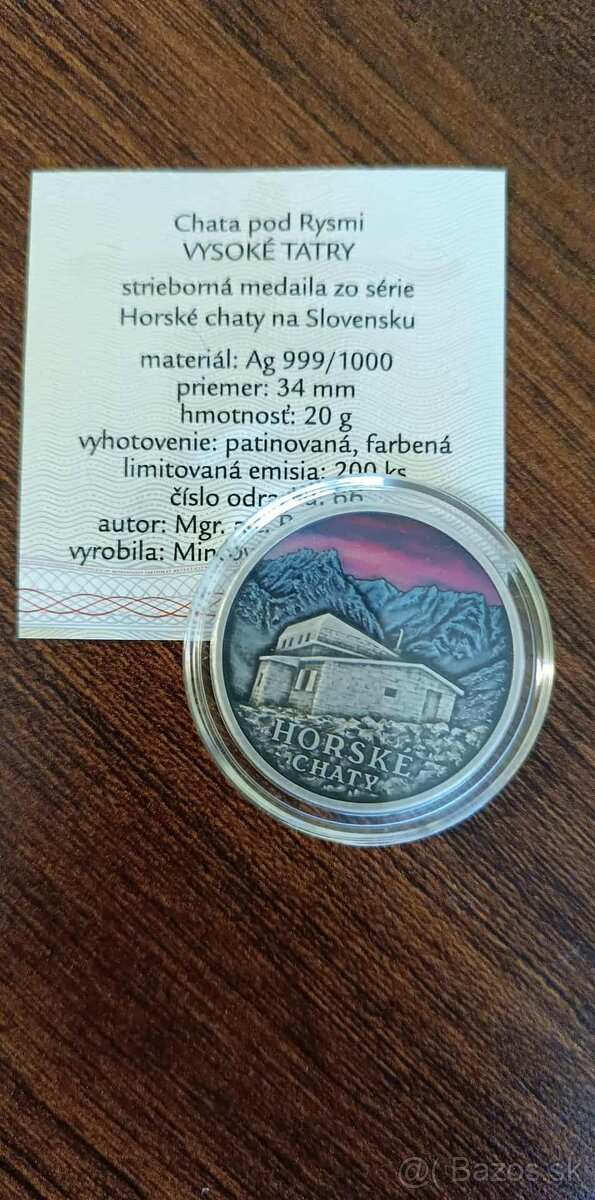 Chata pod Rysmi
VYSOKÉ TATRY
strieborná medaila zo série
Horské chaty na Slovensku
materiál: Ag 999/1000
priemer: 34 mm
hmotnosť: 20 g
vyhotovenie: patinovaná, farbená
limitovaná emisia: 200 ks
číslo 66
autor: Mgr.
vyrobila:
HORSKÉ
CHATY
@( Bazos.sk